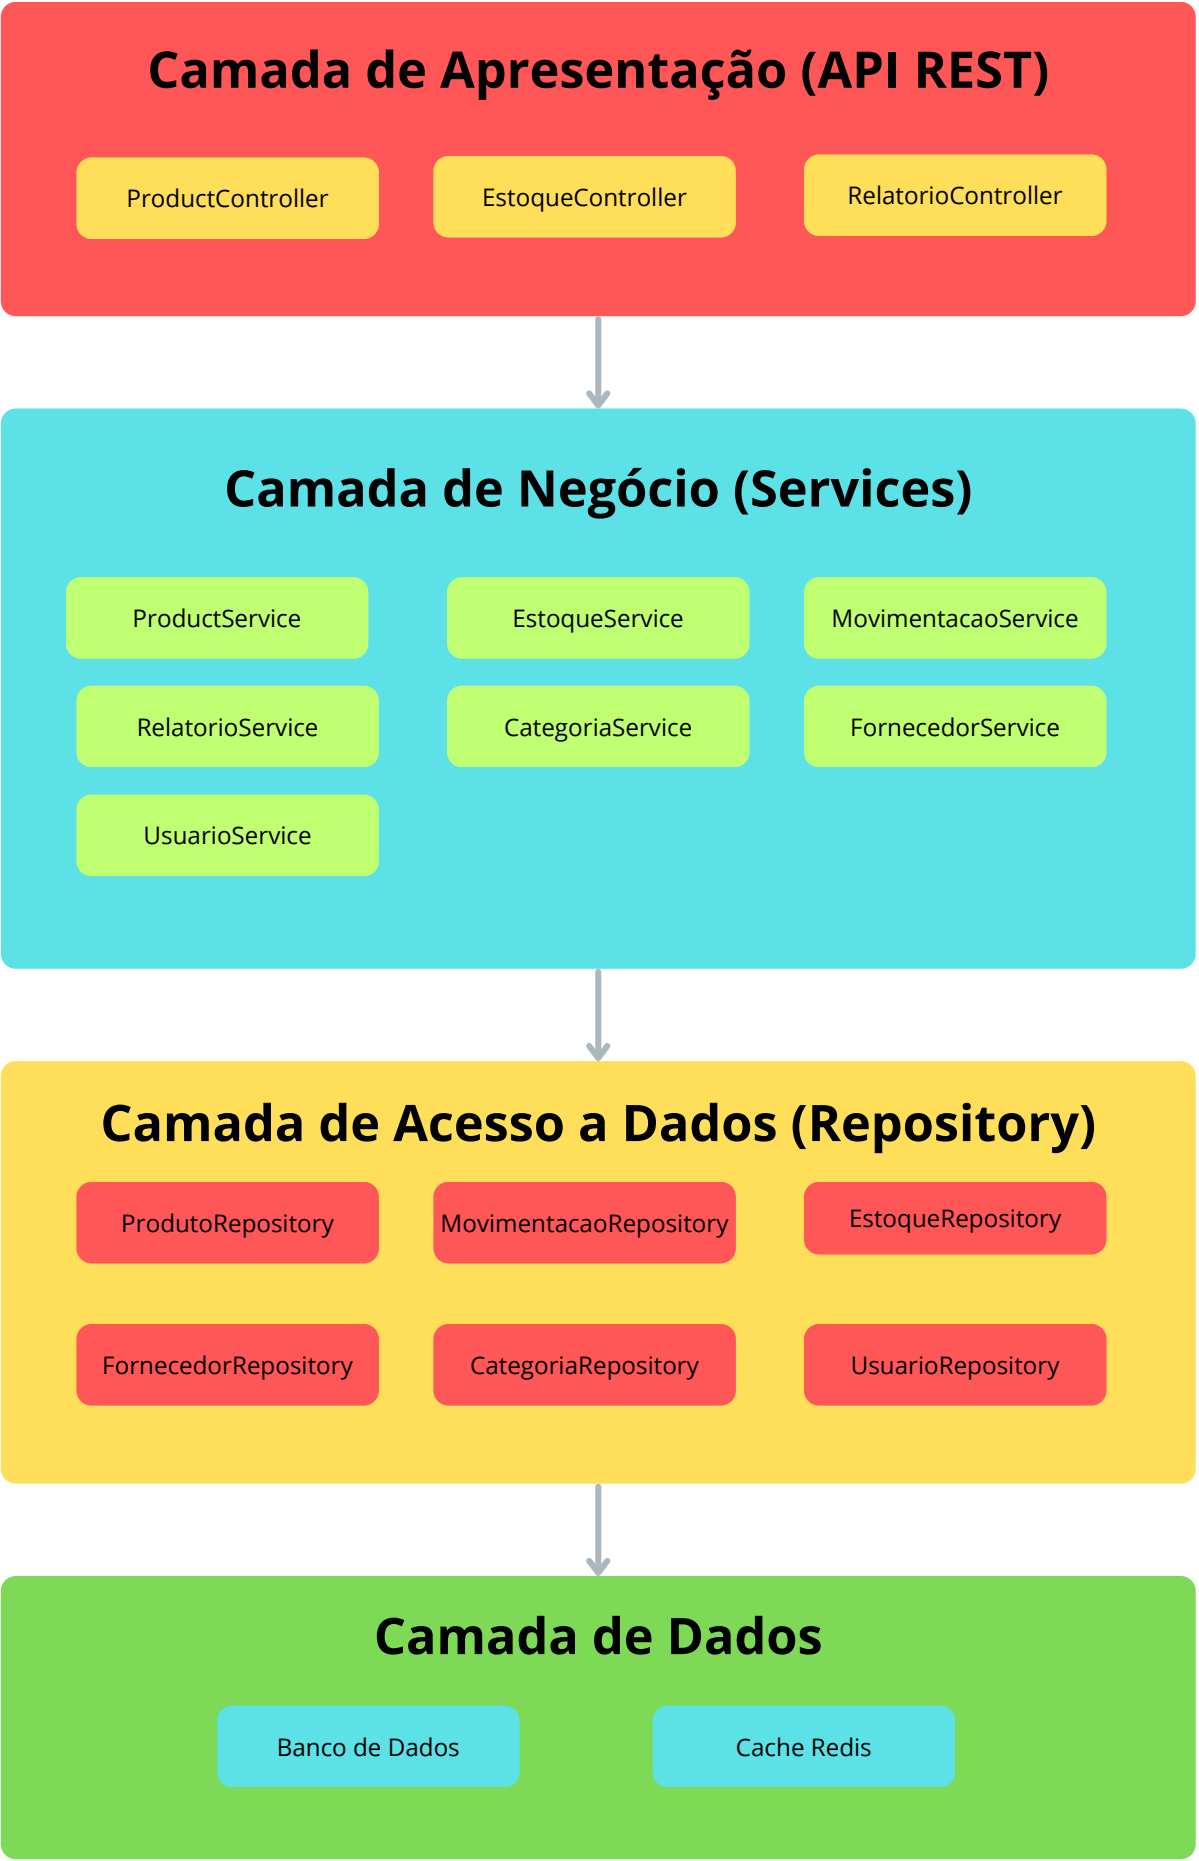 Camada de Apresentação (API REST)
ProductController
EstoqueController
RelatorioController
Camada de Negócio (Services)
ProductService
EstoqueService
MovimentacaoService
RelatorioService
CategoriaService
FornecedorService
UsuarioService
Camada de Acesso a Dados (Repository)
ProdutoRepository
MovimentacaoRepository
EstoqueRepository
FornecedorRepository
CategoriaRepository
UsuarioRepository
Camada de Dados
Banco de Dados
Cache Redis